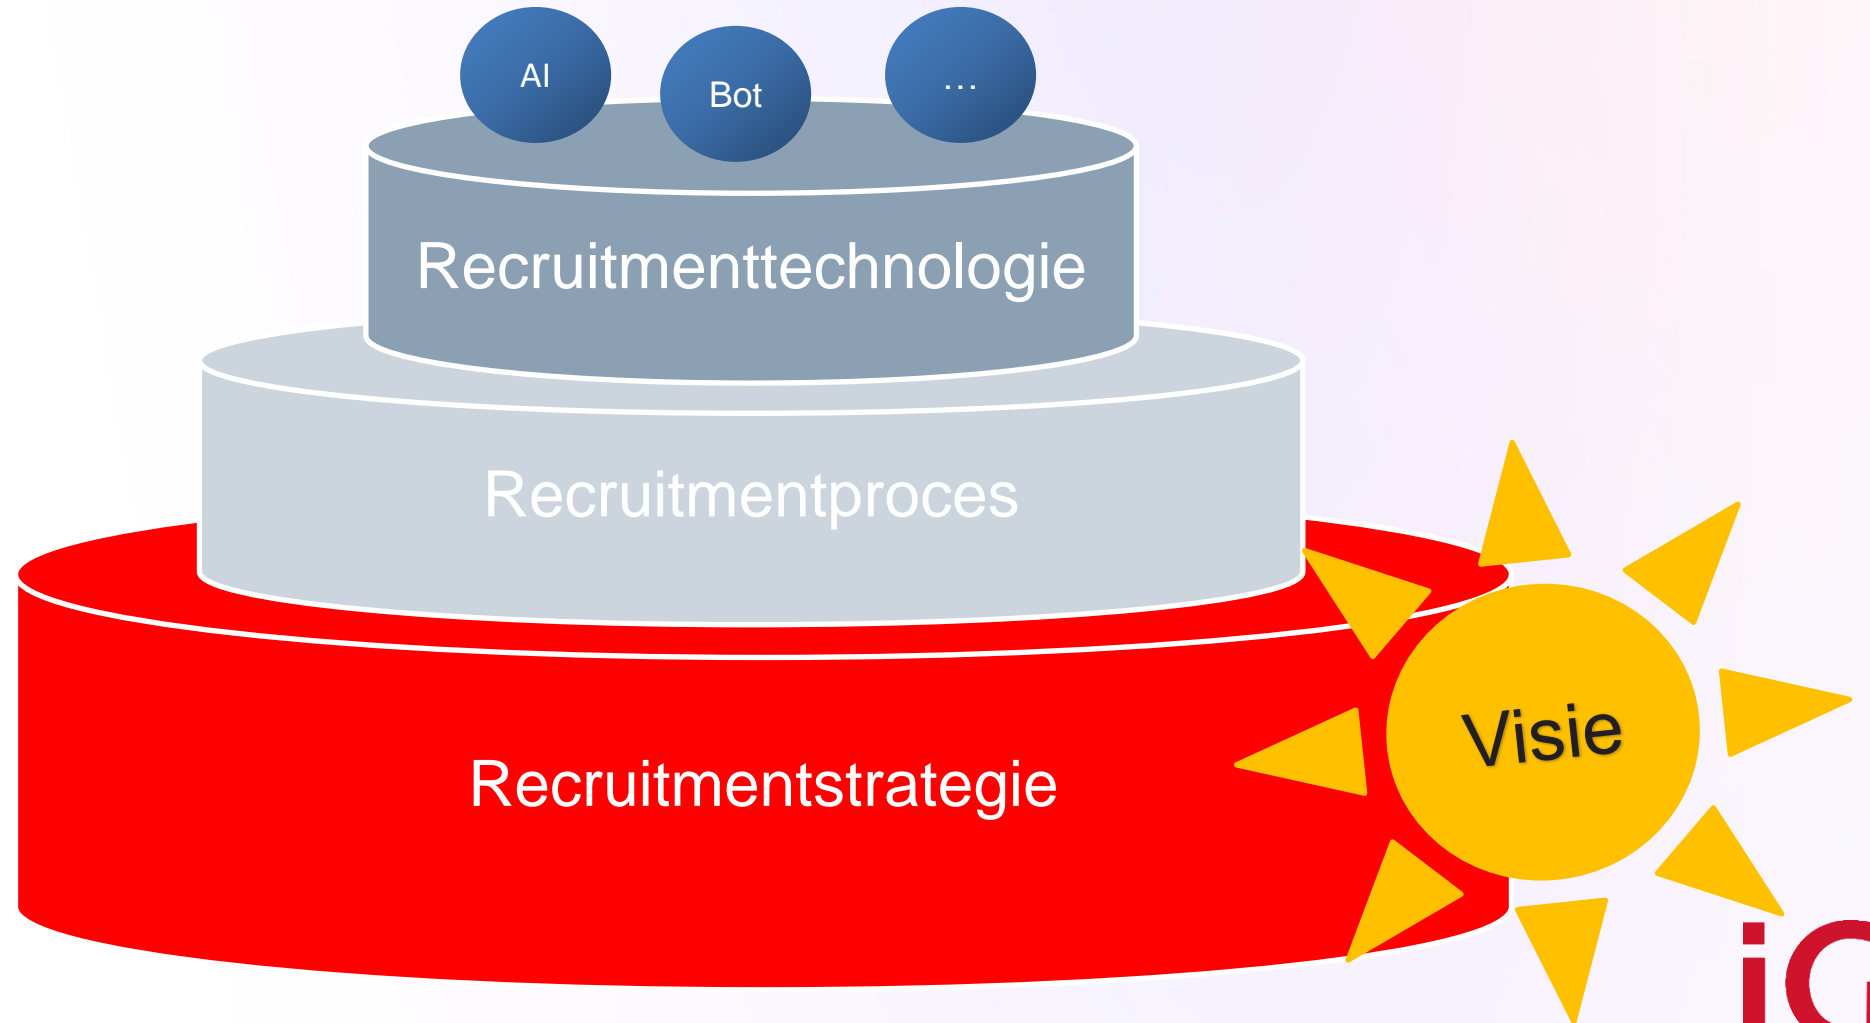 AI
Bot
...
Recruitmenttechnologie
Recruitmentproces
Recruitmentstrategie
Visie